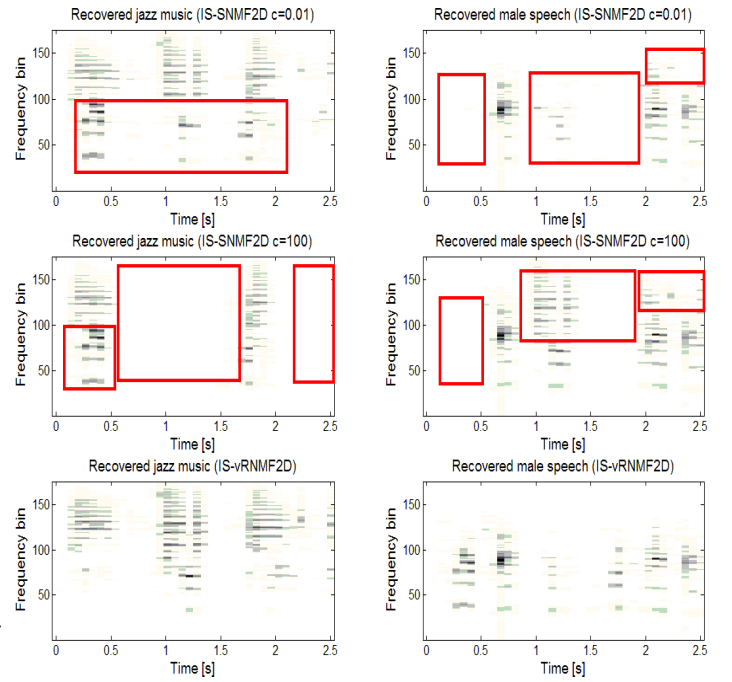 Recovered jazz music (IS-SNMF2D c=0.01)
Frequency bin
150
100
50
0 0.5 1 1.5 2 2.5
Time [s]
Recovered male speech (IS-SNMF2D c=0.01)
Frequency bin
150
100
50
0 0.5 1 1.5 2 2.5
Time [s]
Recovered jazz music (IS-SNMF2D c=100)
Frequency bin
150
100
50
0 0.5 1 1.5 2 2.5
Time [s]
Recovered male speech (IS-SNMF2D c=100)
Frequency bin
150
100
50
0 0.5 1 1.5 2 2.5
Time [s]
Recovered jazz music (IS-vRNMF2D)
Frequency bin
150
100
50
0 0.5 1 1.5 2 2.5
Time [s]
Recovered male speech (IS-vRNMF2D)
Frequency bin
150
100
50
0 0.5 1 1.5 2 2.5
Time [s]